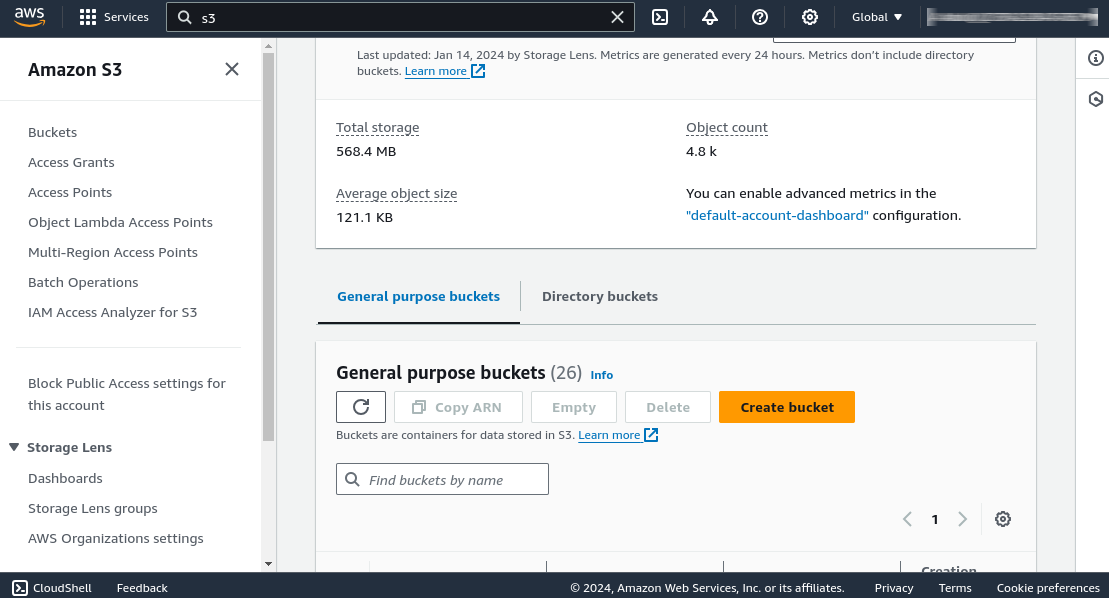 aws
Services
s3
Global
Amazon S3
Buckets
Access Grants
Access Points
Object Lambda Access Points
Multi-Region Access Points
Batch Operations
IAM Access Analyzer for S3
Block Public Access settings for
this account
Storage Lens
Dashboards
Storage Lens groups
AWS Organizations settings
Last updated: Jan 14, 2024 by Storage Lens. Metrics are generated every 24 hours. Metrics don’t include directory
buckets. Learn more
Total storage
568.4 MB
Object count
4.8 k
Average object size
121.1 KB
You can enable advanced metrics in the
"default-account-dashboard" configuration.
General purpose buckets
Directory buckets
General purpose buckets (26) Info
Copy ARN
Empty
Delete
Create bucket
Buckets are containers for data stored in S3. Learn more
Find buckets by name
1
Creation
CloudShell
Feedback
© 2024, Amazon Web Services, Inc. or its affiliates.
Privacy
Terms
Cookie preferences